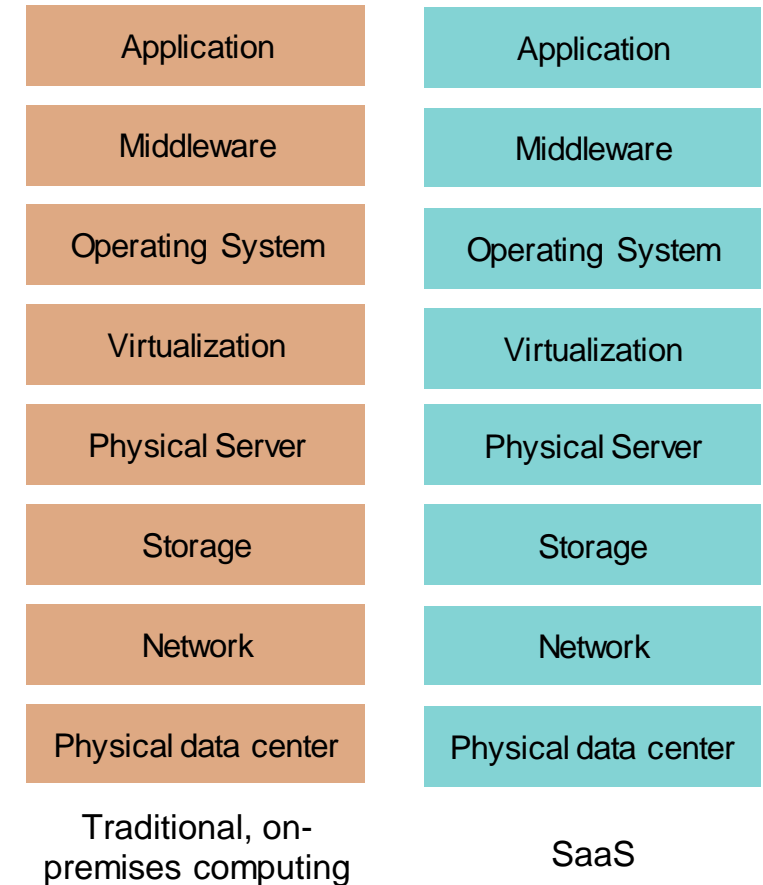 Application
Middleware
Operating System
Virtualization
Physical Server
Storage
Network
Physical data center
Traditional, on-
premises computing
Application
Middleware
Operating System
Virtualization
Physical Server
Storage
Network
Physical data center
SaaS